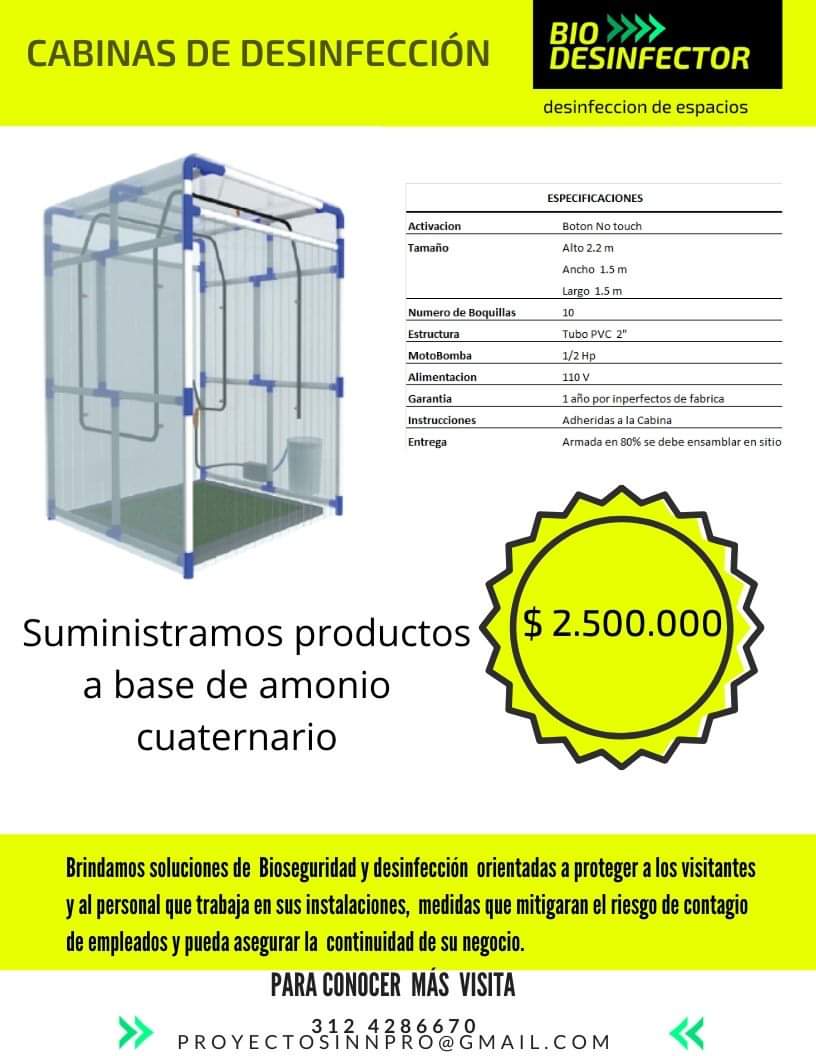 CABINAS DE DESINFECCIÓN
BIO
DESINFECTOR
desinfeccion de espacios
ESPECIFICACIONES
Activacion Boton No touch
Tamaño Alto 2.2 m
Ancho 1.5 m
Largo 1.5 m
Numero de Boquillas 10
Estructura Tubo PVC 2"
MotoBomba 1/2 Hp
Alimentacion 110 V
Garantia 1 año por inperfectos de fabrica
Instrucciones Adheridas a la Cabina
Entrega Armada en 80% se debe ensamblar en sitio
$ 2.500.000
Suministramos productos
a base de amonio
cuaternario
Brindamos soluciones de Bioseguridad y desinfección orientadas a proteger a los visitantes
y al personal que trabaja en sus instalaciones, medidas que mitigaran el riesgo de contagio
de empleados y pueda asegurar la continuidad de su negocio.
PARA CONOCER MÁS VISITA
312 4286670
PROYECTOSINNPRO@GMAIL.COM